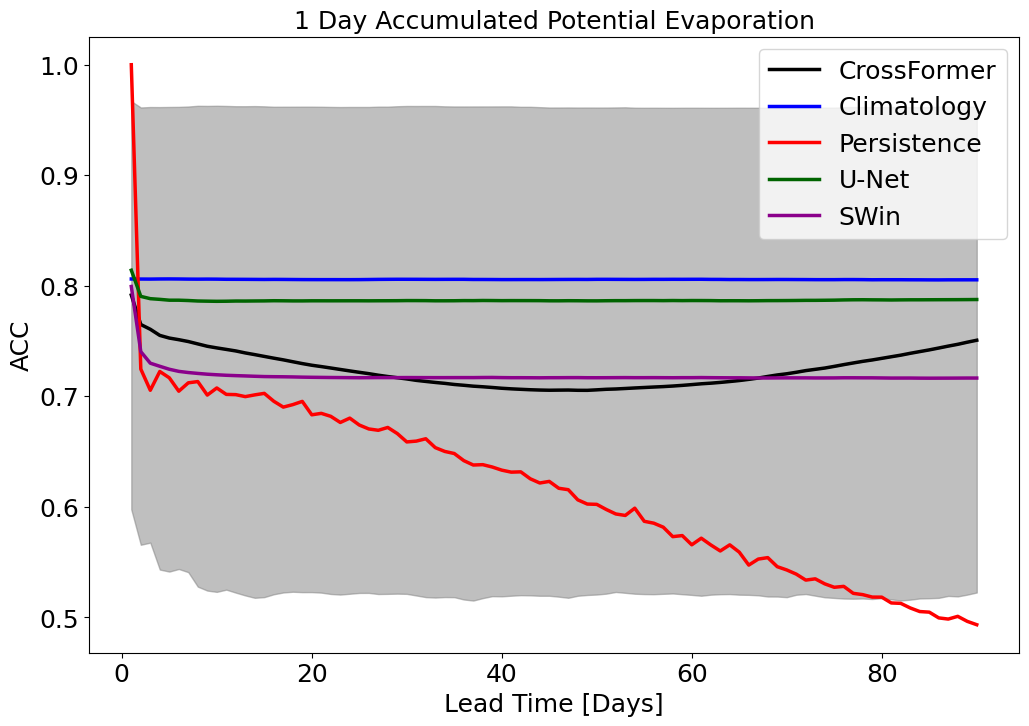 1 Day Accumulated Potential Evaporation
CrossFormer
Climatology
Persistence
U-Net
SWin
ACC
1.0
0.9
0.8
0.7
0.6
0.5
0 20 40 60 80
Lead Time [Days]